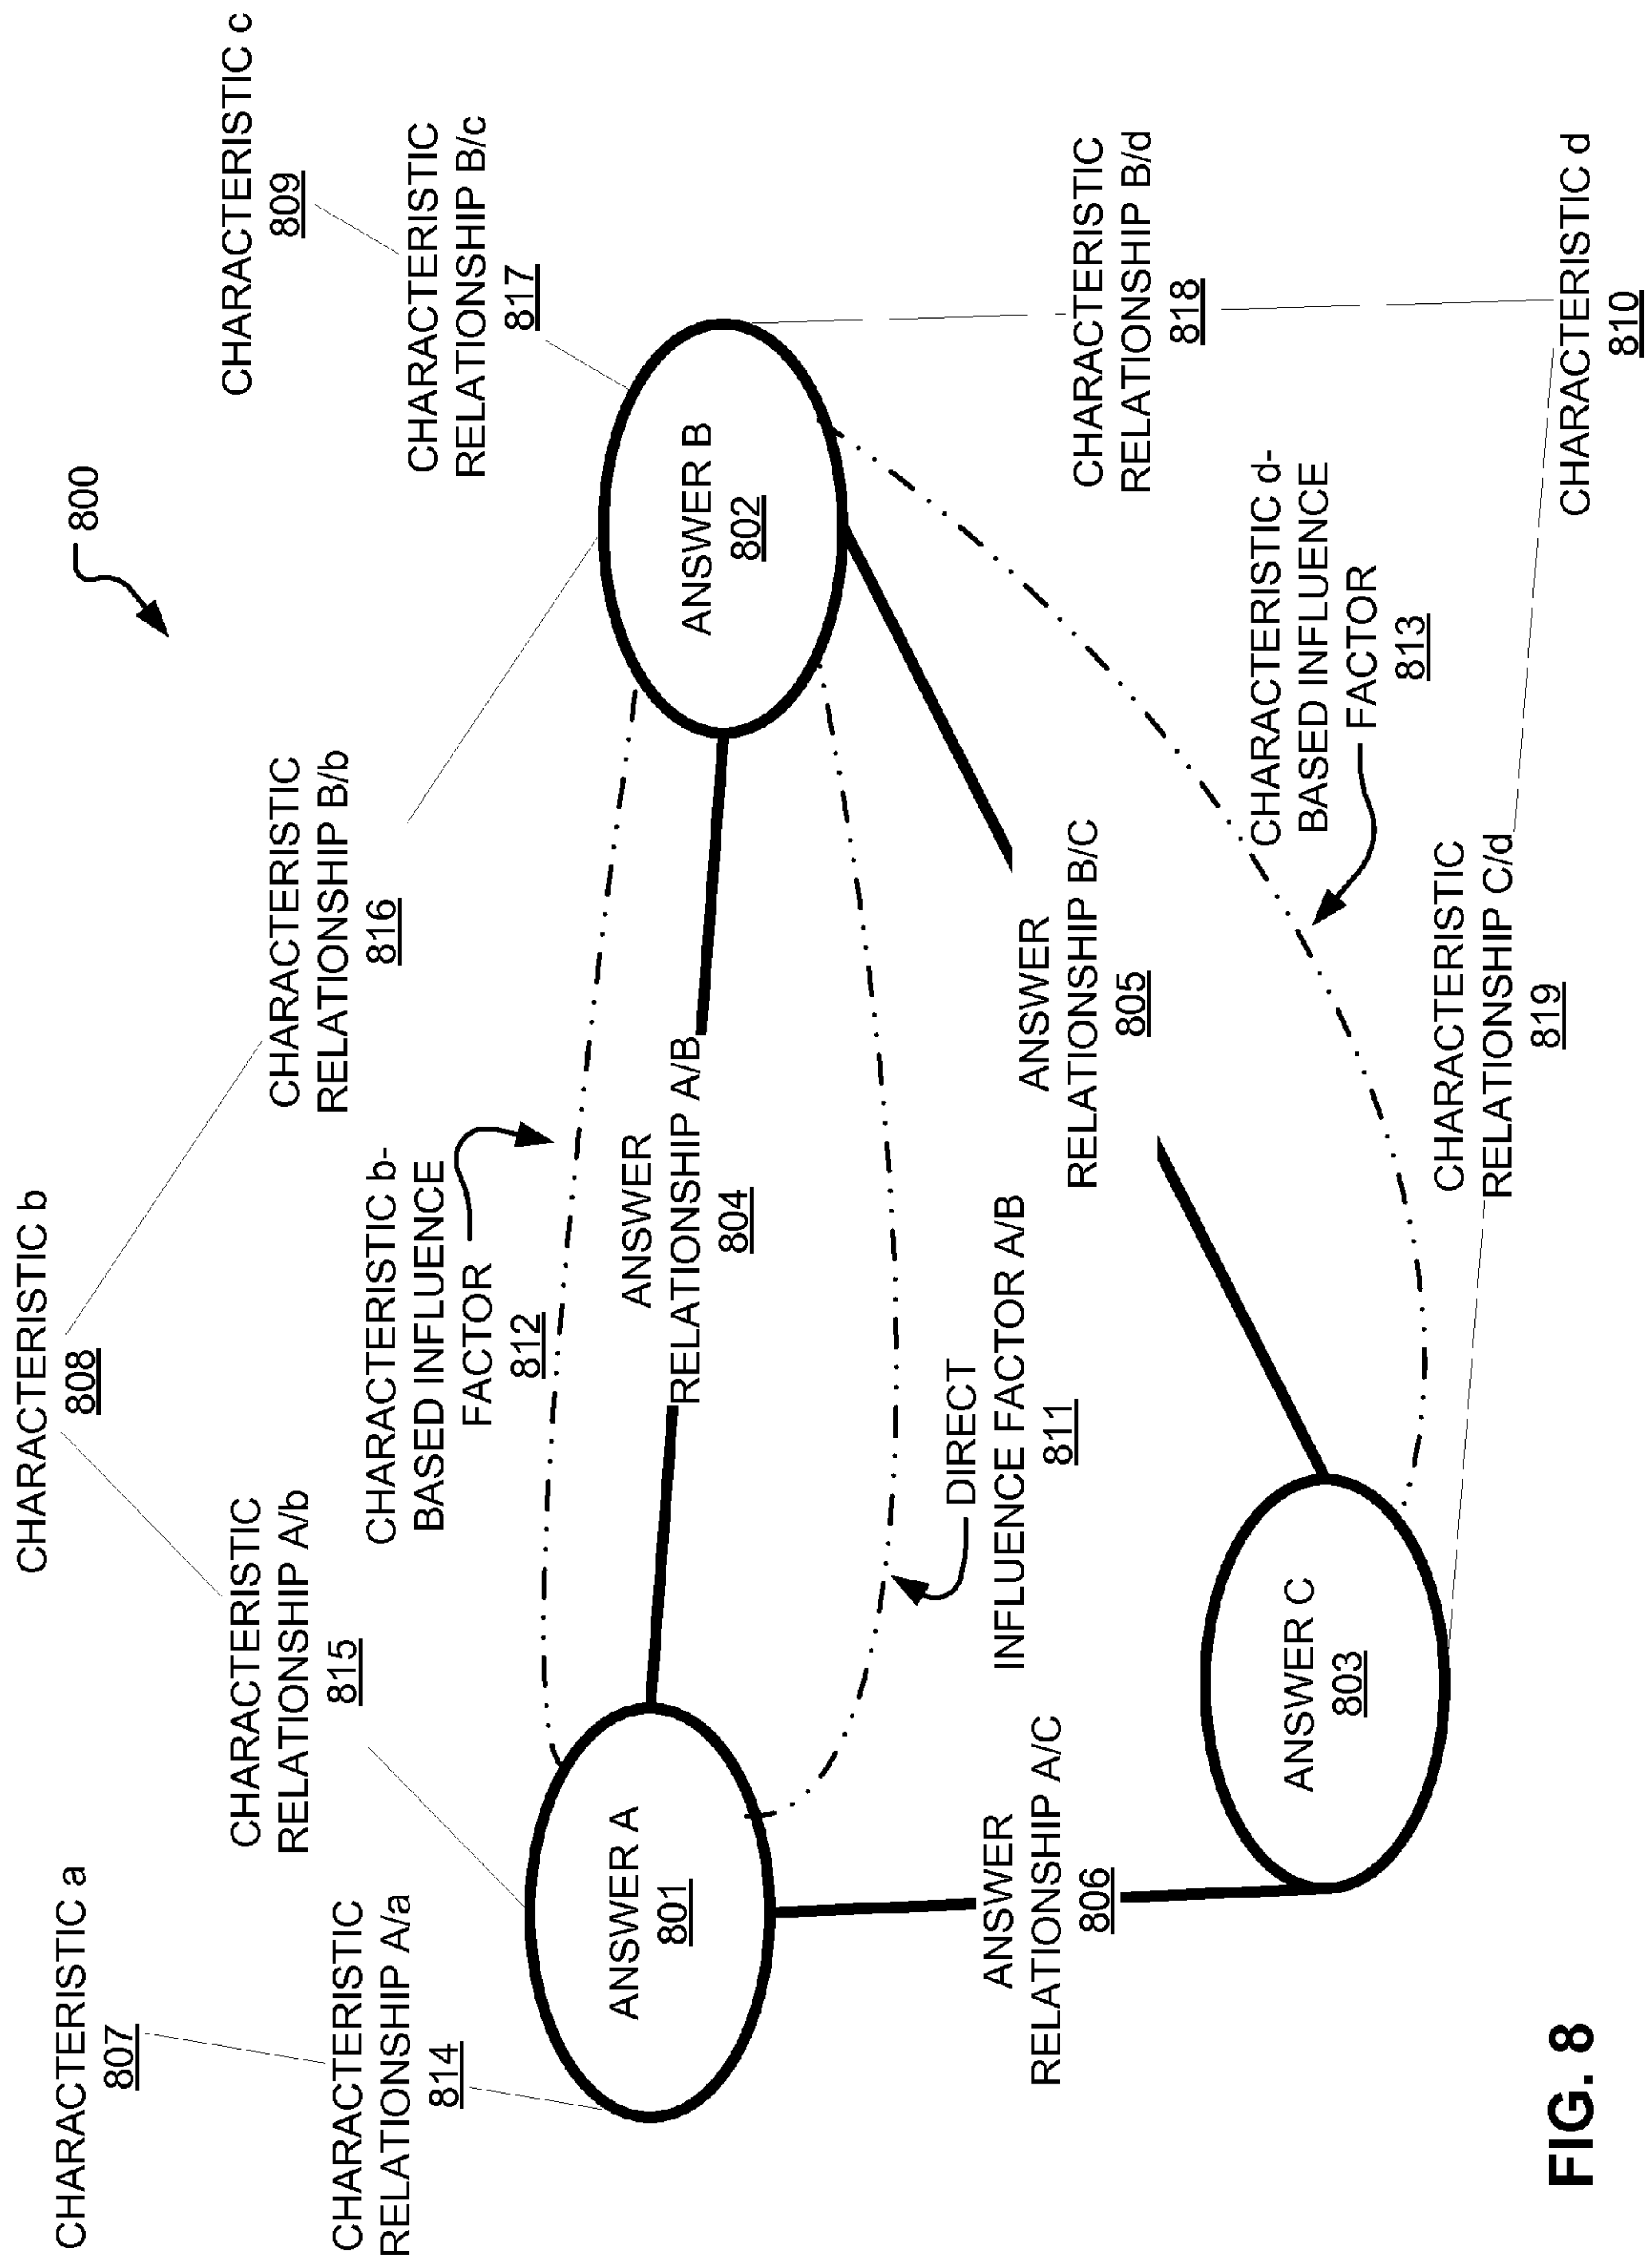 800
CHARACTERISTIC a
807
CHARACTERISTIC b
808
CHARACTERISTIC c
809
CHARACTERISTIC
RELATIONSHIP A/a
814
CHARACTERISTIC
RELATIONSHIP A/b
815
CHARACTERISTIC
RELATIONSHIP B/b
816
CHARACTERISTIC
RELATIONSHIP B/c
817
CHARACTERISTIC b-
BASED INFLUENCE
FACTOR
812
ANSWER A
801
ANSWER
RELATIONSHIP A/B
804
ANSWER B
802
DIRECT
INFLUENCE FACTOR A/B
811
ANSWER
RELATIONSHIP A/C
806
ANSWER
RELATIONSHIP B/C
805
CHARACTERISTIC
RELATIONSHIP B/d
818
ANSWER C
803
CHARACTERISTIC d-
BASED INFLUENCE
FACTOR
813
CHARACTERISTIC
RELATIONSHIP C/d
819
CHARACTERISTIC d
810
FIG. 8